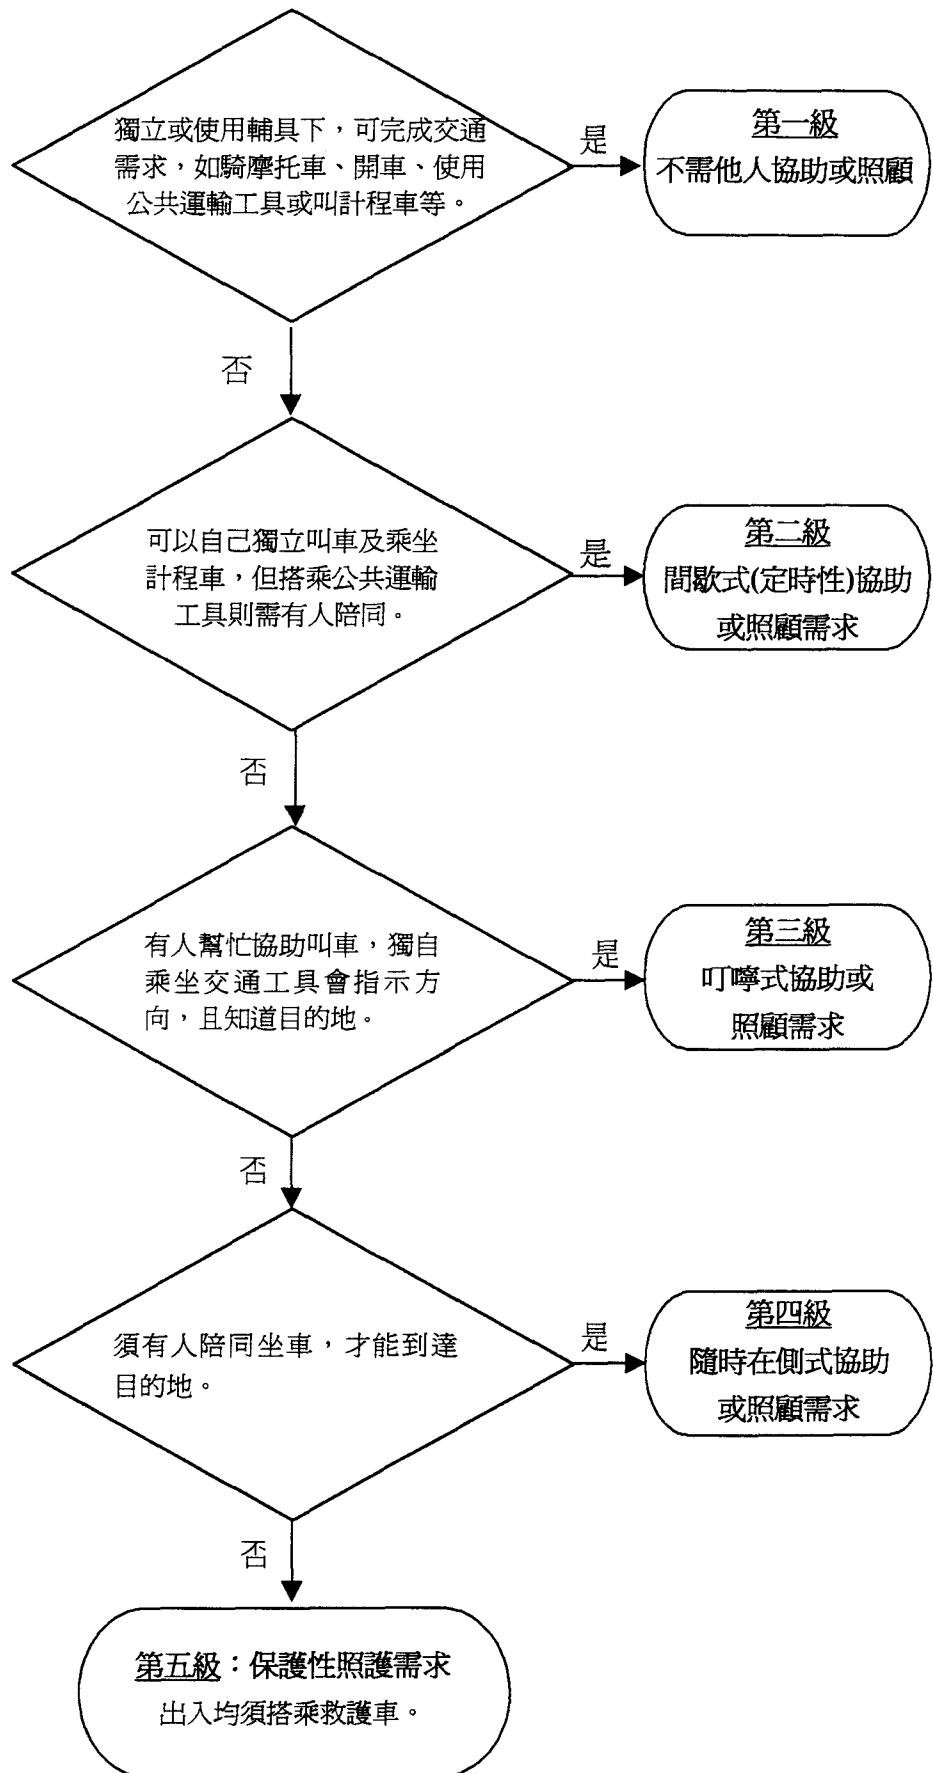 獨立或使用輔具下，可完成交通
需求，如騎摩托車、開車、使用
公共運輸工具或叫計程車等。
是
第一級
不需他人協助或照顧
否
可以自己獨立叫車及乘坐
計程車，但搭乘公共運輸
工具則需有人陪同。
是
第二級
間歇式(定時性)協助
或照顧需求
否
有人幫忙協助叫車，獨自
乘坐交通工具會指示方
向，且知道目的地。
是
第三級
叮嚀式協助或
照顧需求
否
須有人陪同坐車，才能到達
目的地。
是
第四級
隨時在側式協助
或照顧需求
否
第五級：保護性照護需求
出入均須搭乘救護車。